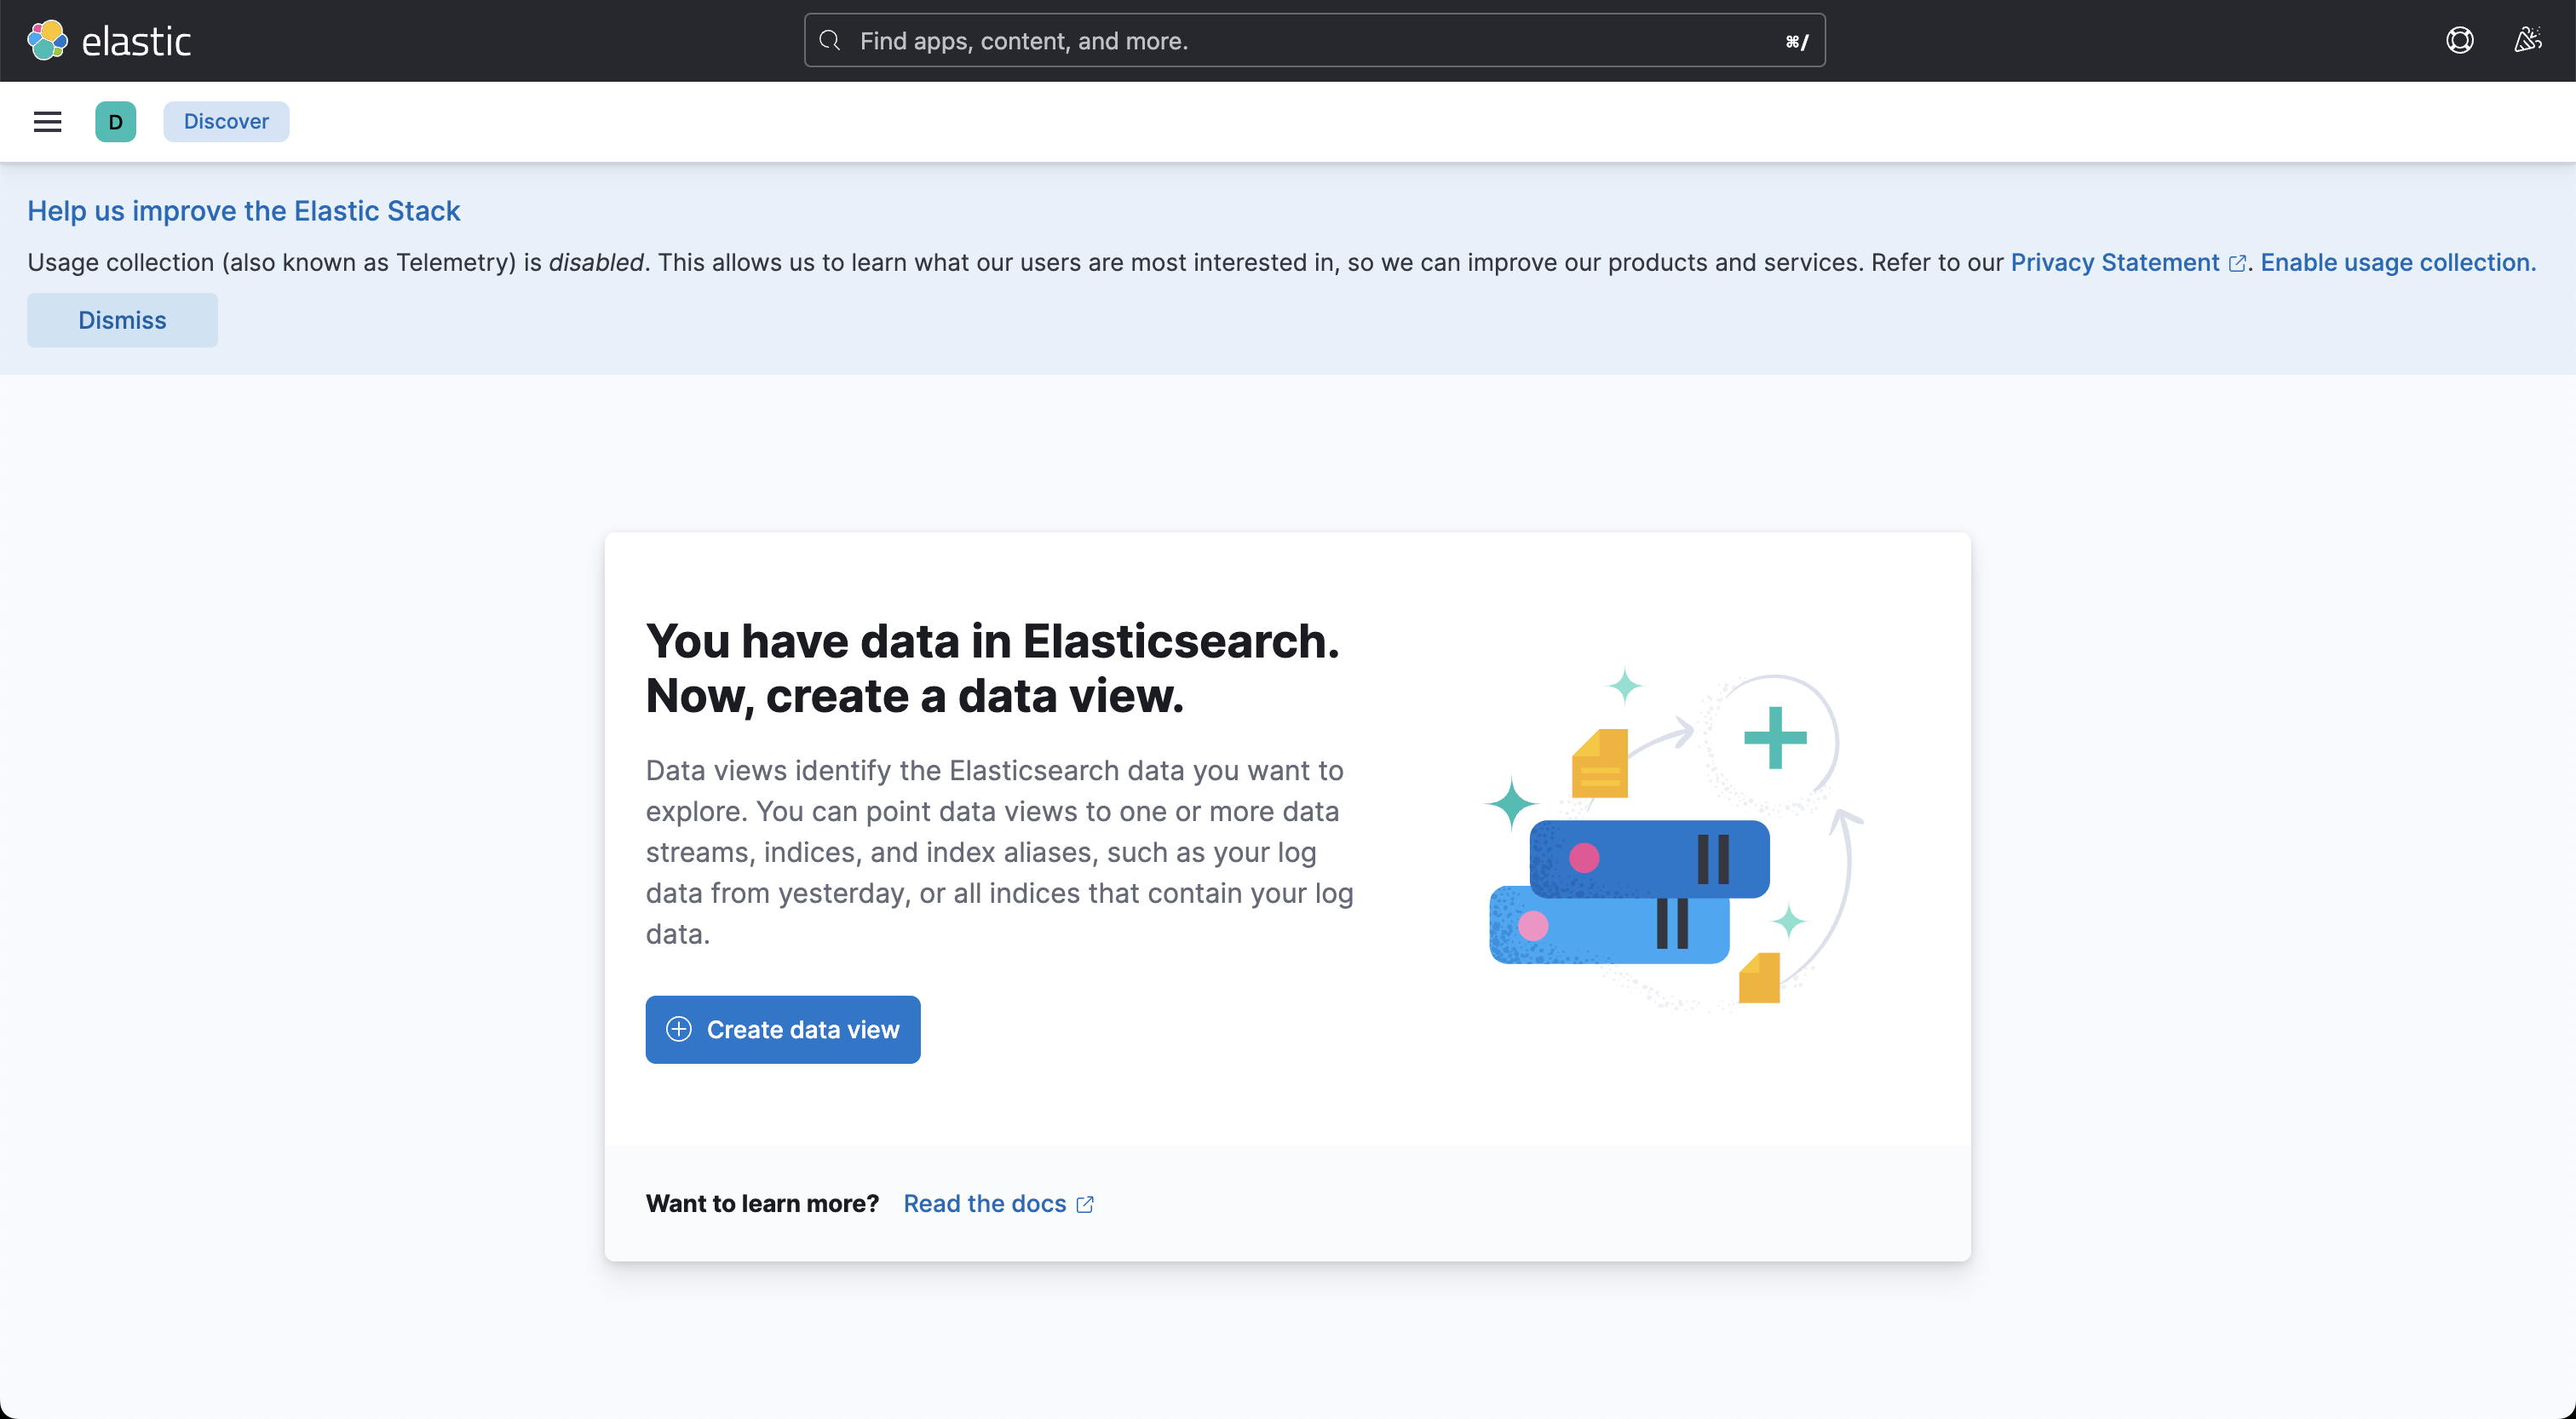 elastic
Find apps, content, and more.
⌘/
D
Discover
Help us improve the Elastic Stack
Usage collection (also known as Telemetry) is disabled. This allows us to learn what our users are most interested in, so we can improve our products and services. Refer to our Privacy Statement. Enable usage collection.
Dismiss
You have data in Elasticsearch.
Now, create a data view.
Data views identify the Elasticsearch data you want to
explore. You can point data views to one or more data
streams, indices, and index aliases, such as your log
data from yesterday, or all indices that contain your log
data.
Create data view
Want to learn more? Read the docs